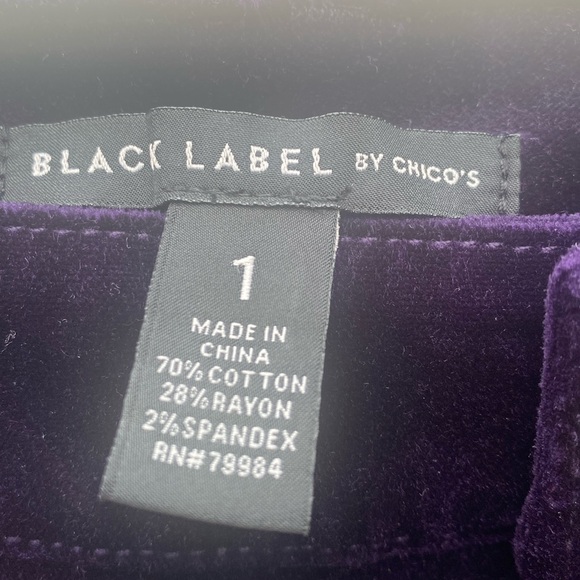 BLACK LABEL BY CHICO'S
1
MADE IN
CHINA
70% COTTON
28% RAYON
2% SPANDEX
RN# 79984